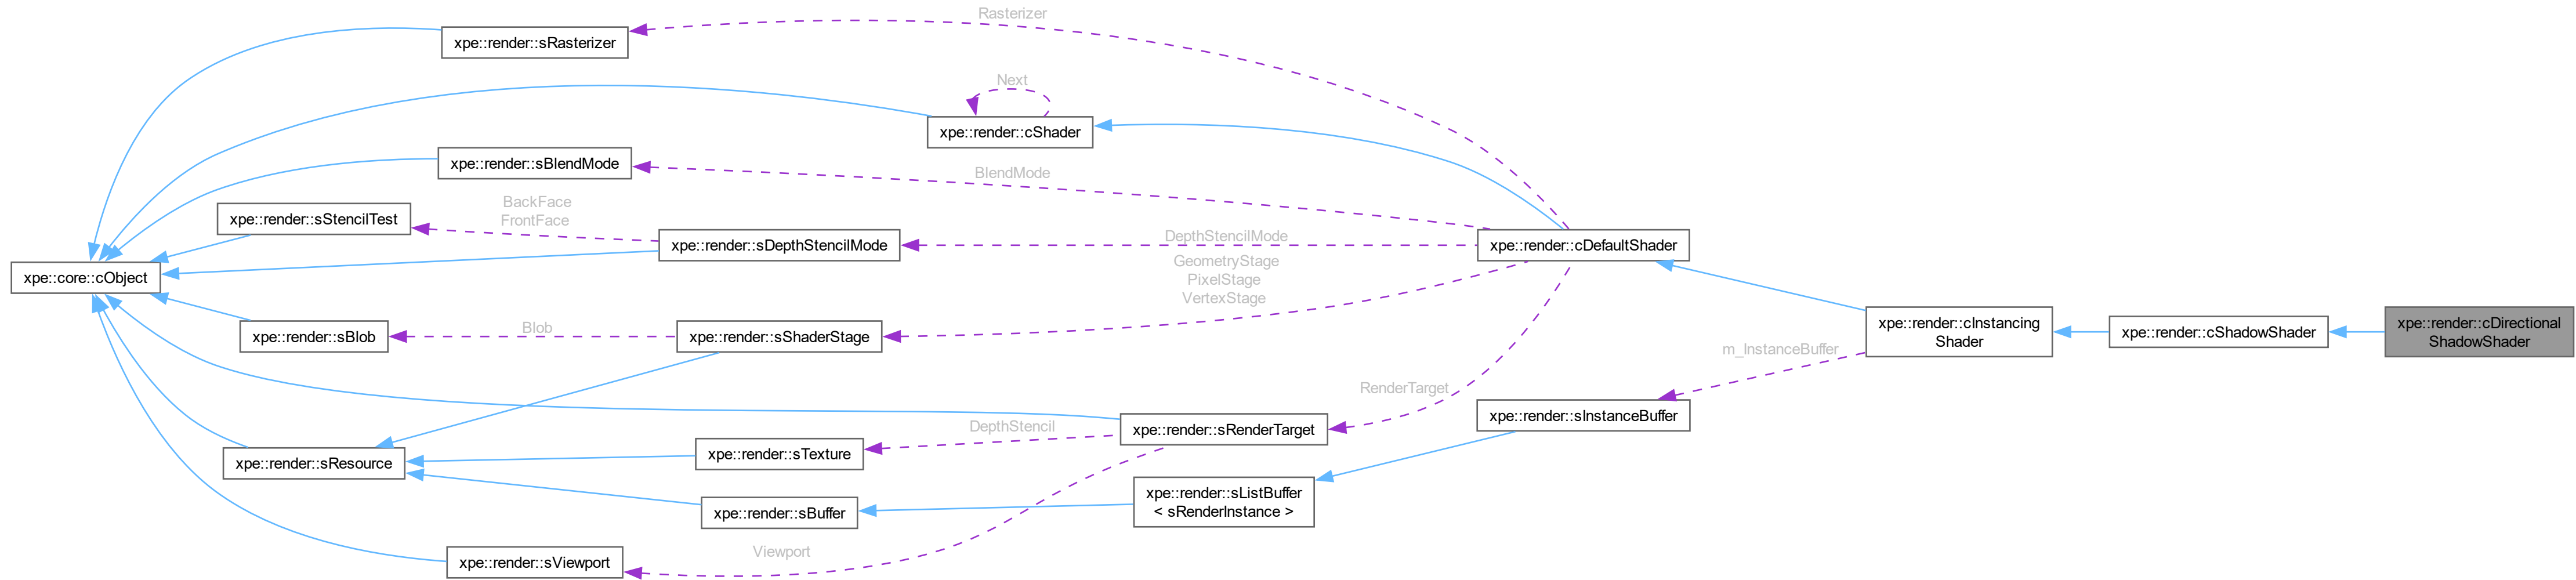 Rasterizer
xpe::render::sRasterizer
Next
xpe::render::cShader
xpe::render::sBlendMode
BlendMode
xpe::render::sStencilTest
BackFace
FrontFace
xpe::render::sDepthStencilMode
DepthStencilMode
xpe::render::cDefaultShader
GeometryStage
PixelStage
VertexStage
xpe::core::cObject
xpe::render::sBlob
Blob
xpe::render::sShaderStage
xpe::render::cInstancing
Shader
xpe::render::cShadowShader
xpe::render::cDirectional
ShadowShader
m_InstanceBuffer
RenderTarget
xpe::render::sInstanceBuffer
xpe::render::sRenderTarget
DepthStencil
xpe::render::sTexture
xpe::render::sResource
xpe::render::sListBuffer
< sRenderInstance >
xpe::render::sBuffer
Viewport
xpe::render::sViewport